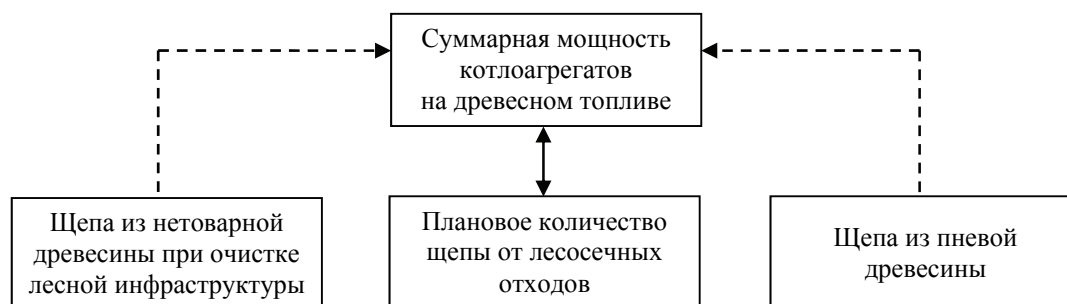 Суммарная мощность
котлоагрегатов
на древесном топливе
Щепа из нетоварной
древесины при очистке
лесной инфраструктуры
Плановое количество
щепы от лесосечных
отходов
Щепа из пневой
древесины